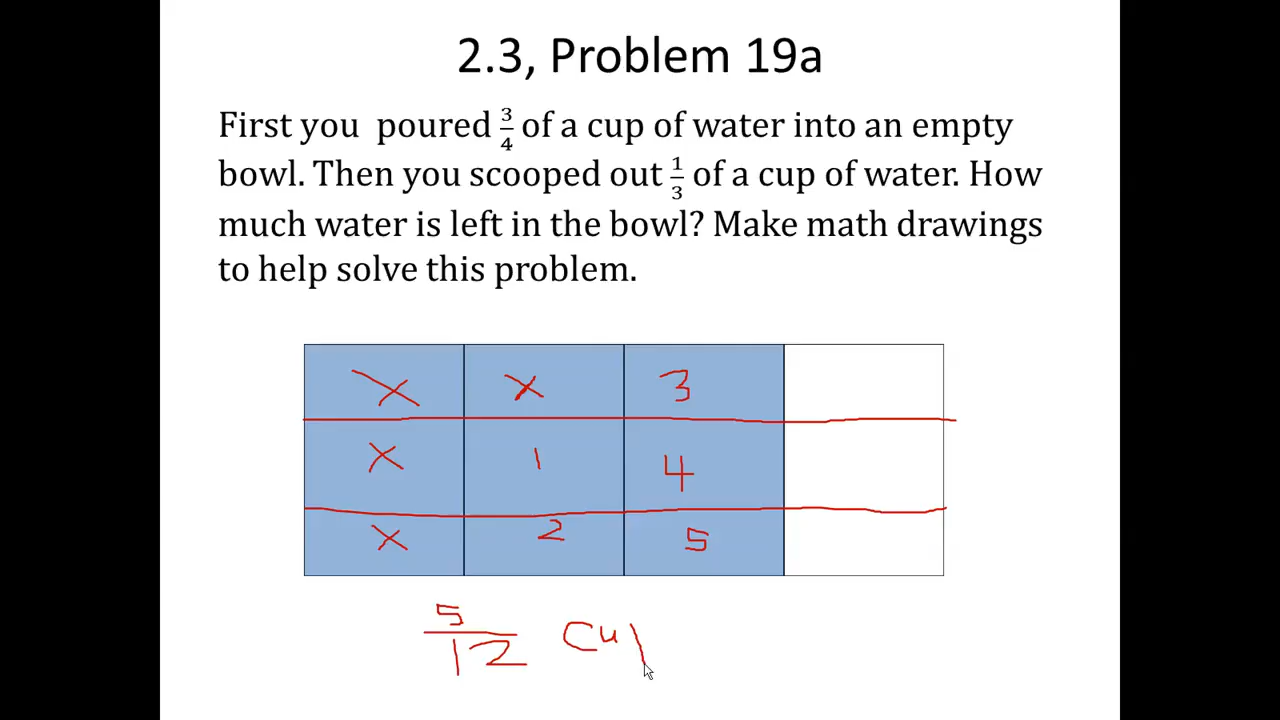 2.3, Problem 19a
First you poured 3/4 of a cup of water into an empty
bowl. Then you scooped out 1/3 of a cup of water. How
much water is left in the bowl? Make math drawings
to help solve this problem.
X X 3
X 1 4
X 2 5
5/12 cu